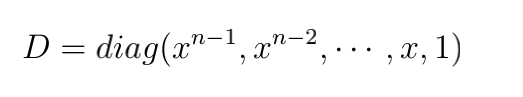 D = diag(x^{n-1}, x^{n-2}, ⋯ , x, 1)